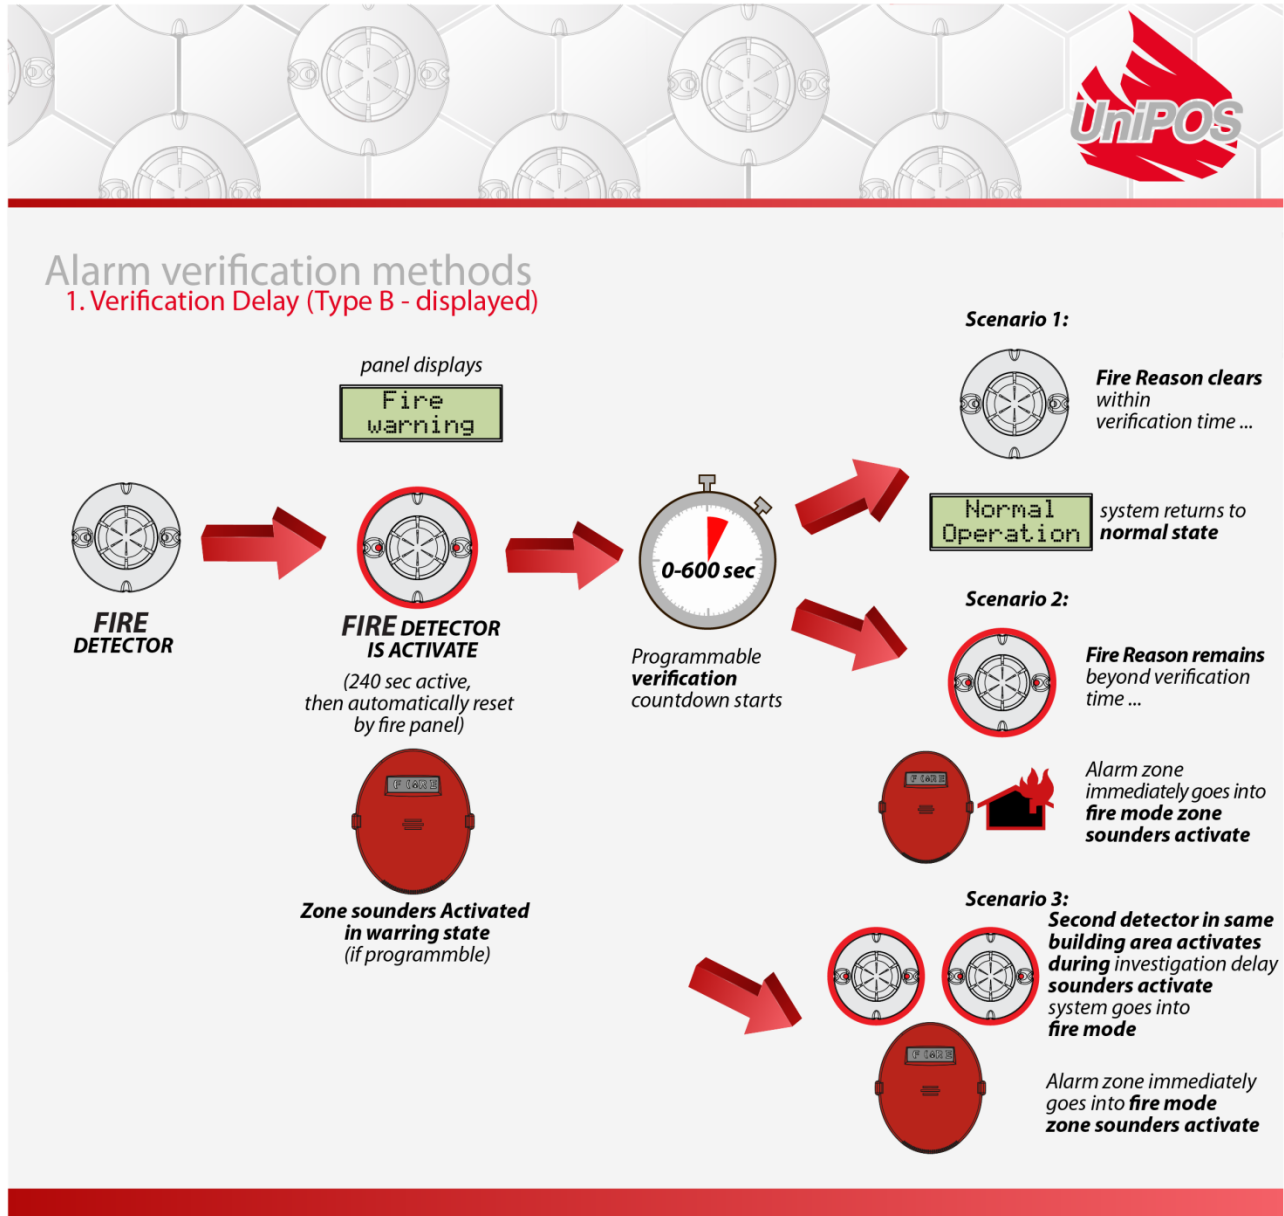 UniPOS
Alarm verification methods
1. Verification Delay (Type B - displayed)
panel displays
Fire
warning
FIRE
DETECTOR
FIRE DETECTOR
IS ACTIVATE
(240 sec active,
then automatically reset
by fire panel)
Zone sounders Activated
in warring state
(if programmble)
0-600 sec
Programmable
verification
countdown starts
Scenario 1:
Fire Reason clears
within
verification time ...
Normal
Operation
system returns to
normal state
Scenario 2:
Fire Reason remains
beyond verification
time ...
Alarm zone
immediately goes into
fire mode zone
sounders activate
Scenario 3:
Second detector in same
building area activates
during investigation delay
sounders activate
system goes into
fire mode
Alarm zone immediately
goes into fire mode
zone sounders activate